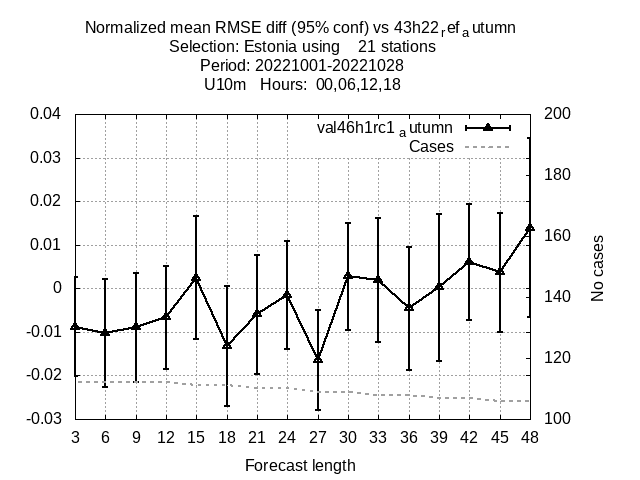 Normalized mean RMSE diff (95% conf) vs 43h22refautumn
Selection: Estonia using 21 stations
Period: 20221001-20221028
U10m Hours: 00,06,12,18
val46h1rc1autumn
Cases
0.04
0.03
0.02
0.01
0
-0.01
-0.02
-0.03
200
180
160
140
120
100
No cases
3 6 9 12 15 18 21 24 27 30 33 36 39 42 45 48
Forecast length